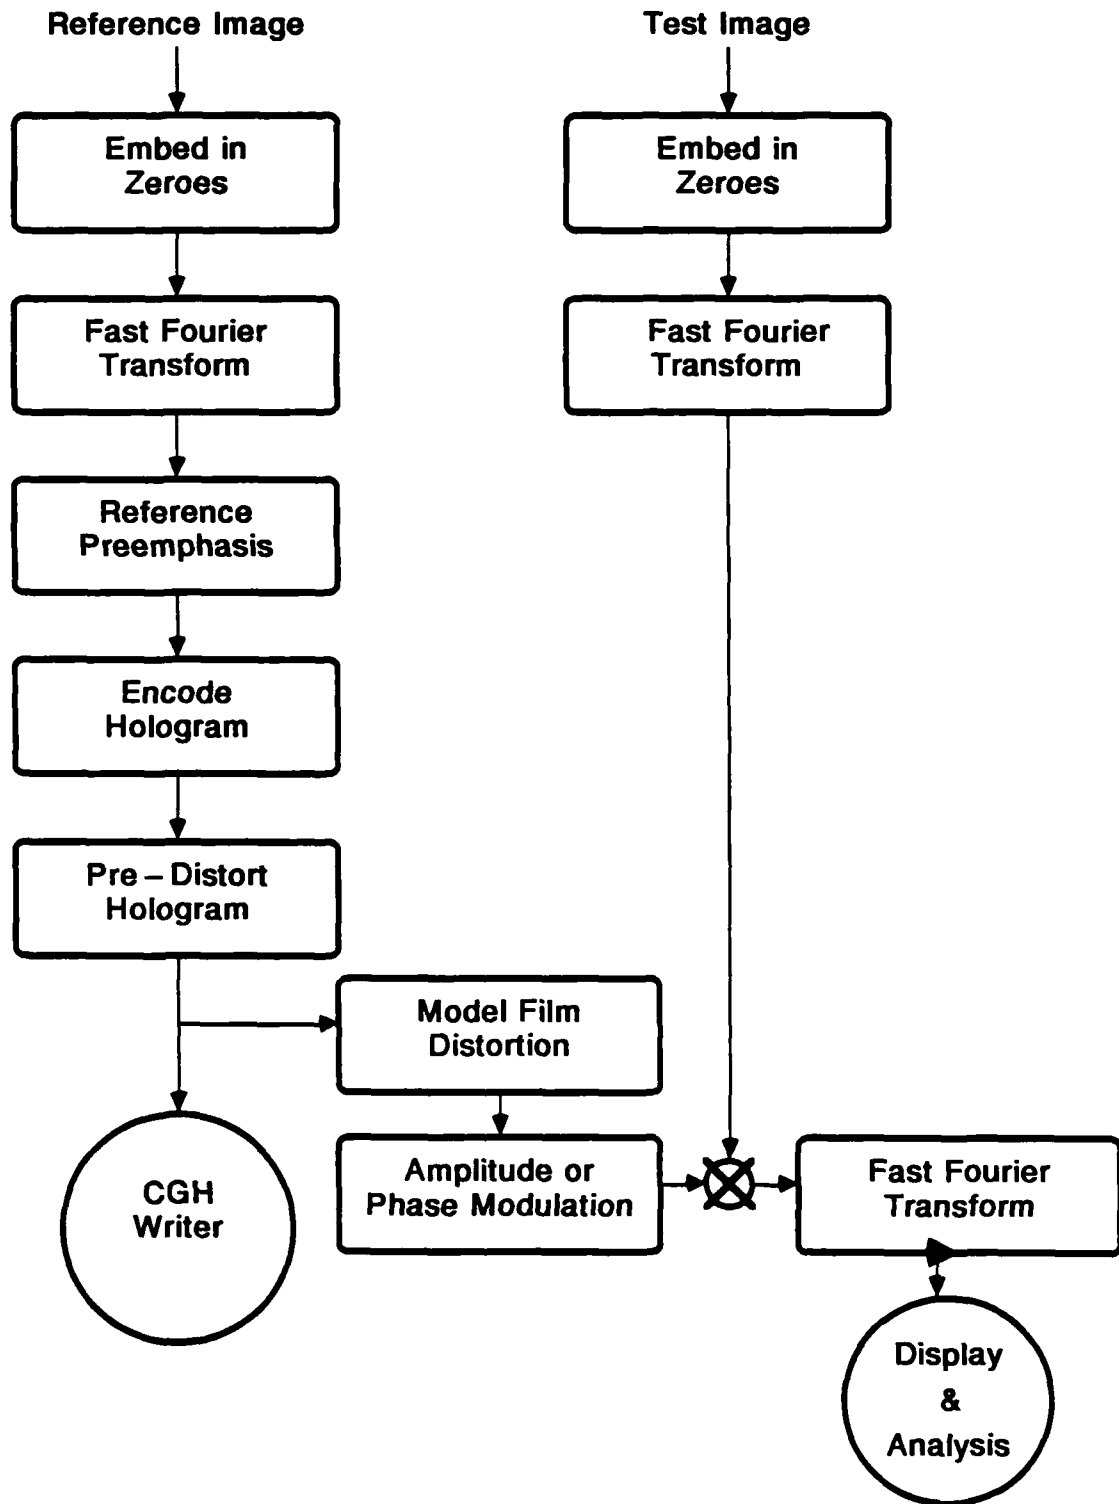 Reference Image
Test Image
Embed in
Zeroes
Embed in
Zeroes
Fast Fourier
Transform
Fast Fourier
Transform
Reference
Preemphasis
Encode
Hologram
Pre – Distort
Hologram
Model Film
Distortion
CGH
Writer
Amplitude or
Phase Modulation
Fast Fourier
Transform
Display
&
Analysis